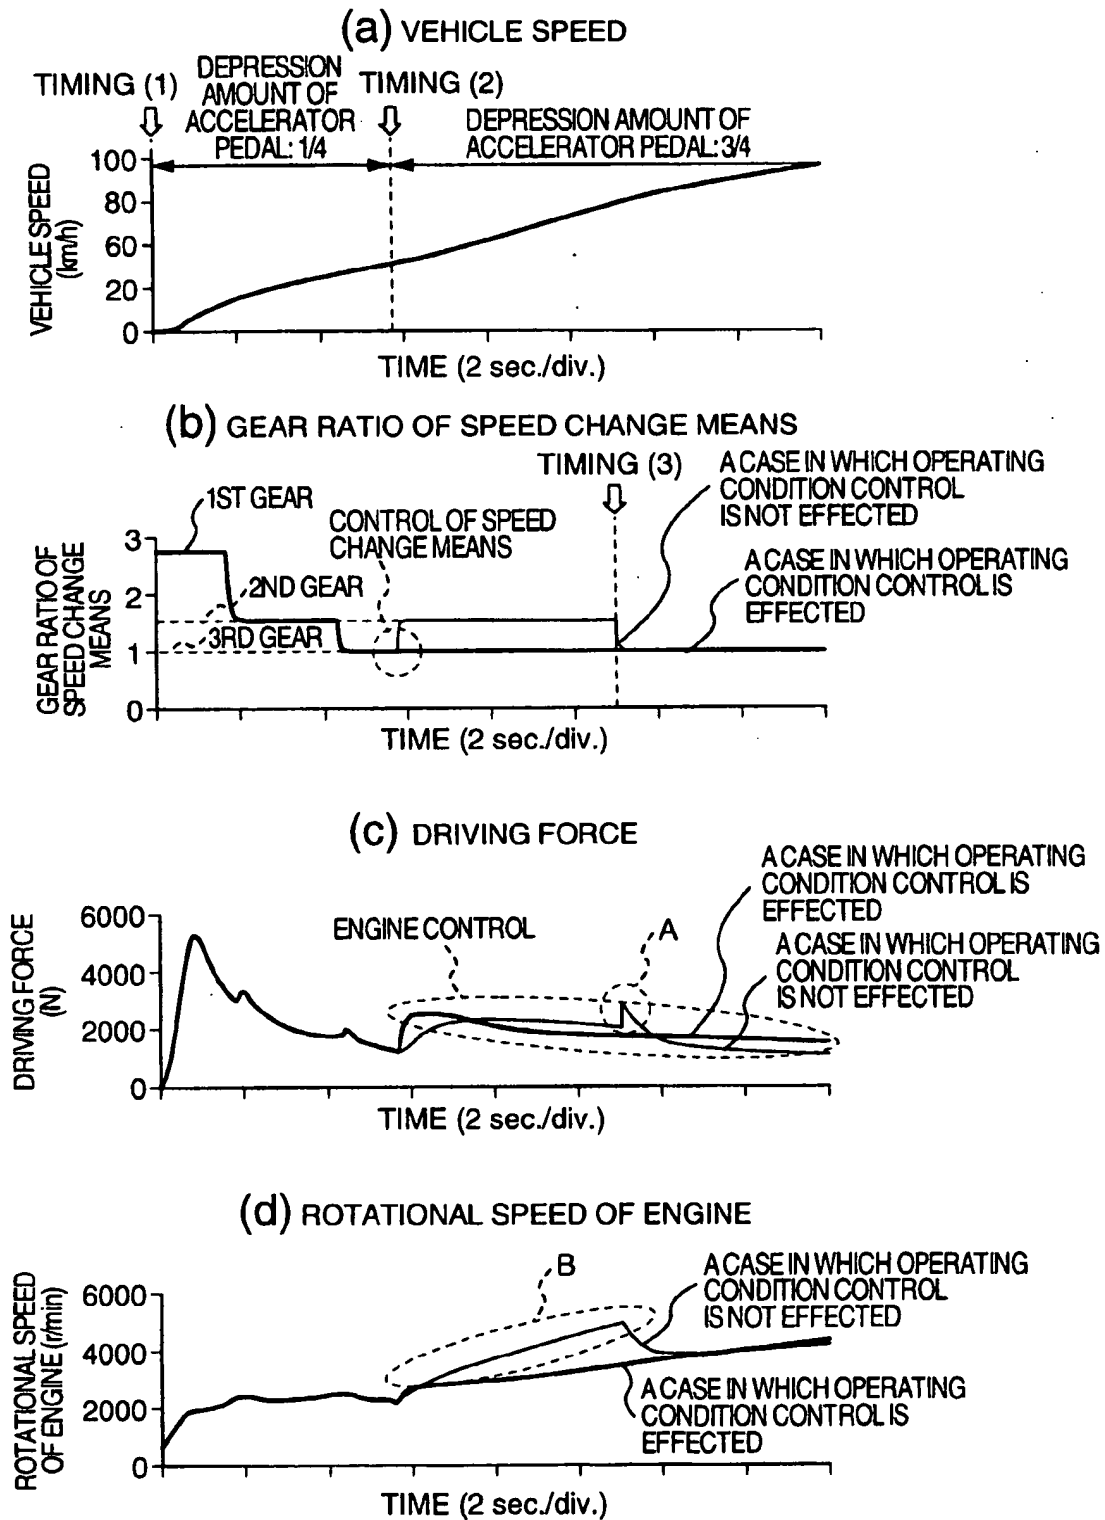 (a) VEHICLE SPEED
TIMING (1)
DEPRESSION
AMOUNT OF
ACCELERATOR
PEDAL: 1/4
TIMING (2)
DEPRESSION AMOUNT OF
ACCELERATOR PEDAL: 3/4
VEHICLE SPEED
(km/h)
100
80
60
20
0
TIME (2 sec./div.)
(b) GEAR RATIO OF SPEED CHANGE MEANS
TIMING (3)
A CASE IN WHICH OPERATING
CONDITION CONTROL
IS NOT EFFECTED
1ST GEAR
CONTROL OF SPEED
CHANGE MEANS
A CASE IN WHICH OPERATING
CONDITION CONTROL IS
EFFECTED
2ND GEAR
3RD GEAR
GEAR RATIO OF
SPEED CHANGE
MEANS
3
2
1
0
TIME (2 sec./div.)
(c) DRIVING FORCE
A CASE IN WHICH OPERATING
CONDITION CONTROL IS
EFFECTED
ENGINE CONTROL
A
A CASE IN WHICH OPERATING
CONDITION CONTROL
IS NOT EFFECTED
DRIVING FORCE
(N)
6000
4000
2000
0
TIME (2 sec./div.)
(d) ROTATIONAL SPEED OF ENGINE
B
A CASE IN WHICH OPERATING
CONDITION CONTROL
IS NOT EFFECTED
A CASE IN WHICH OPERATING
CONDITION CONTROL IS
EFFECTED
ROTATIONAL SPEED
OF ENGINE (r/min)
6000
4000
2000
0
TIME (2 sec./div.)